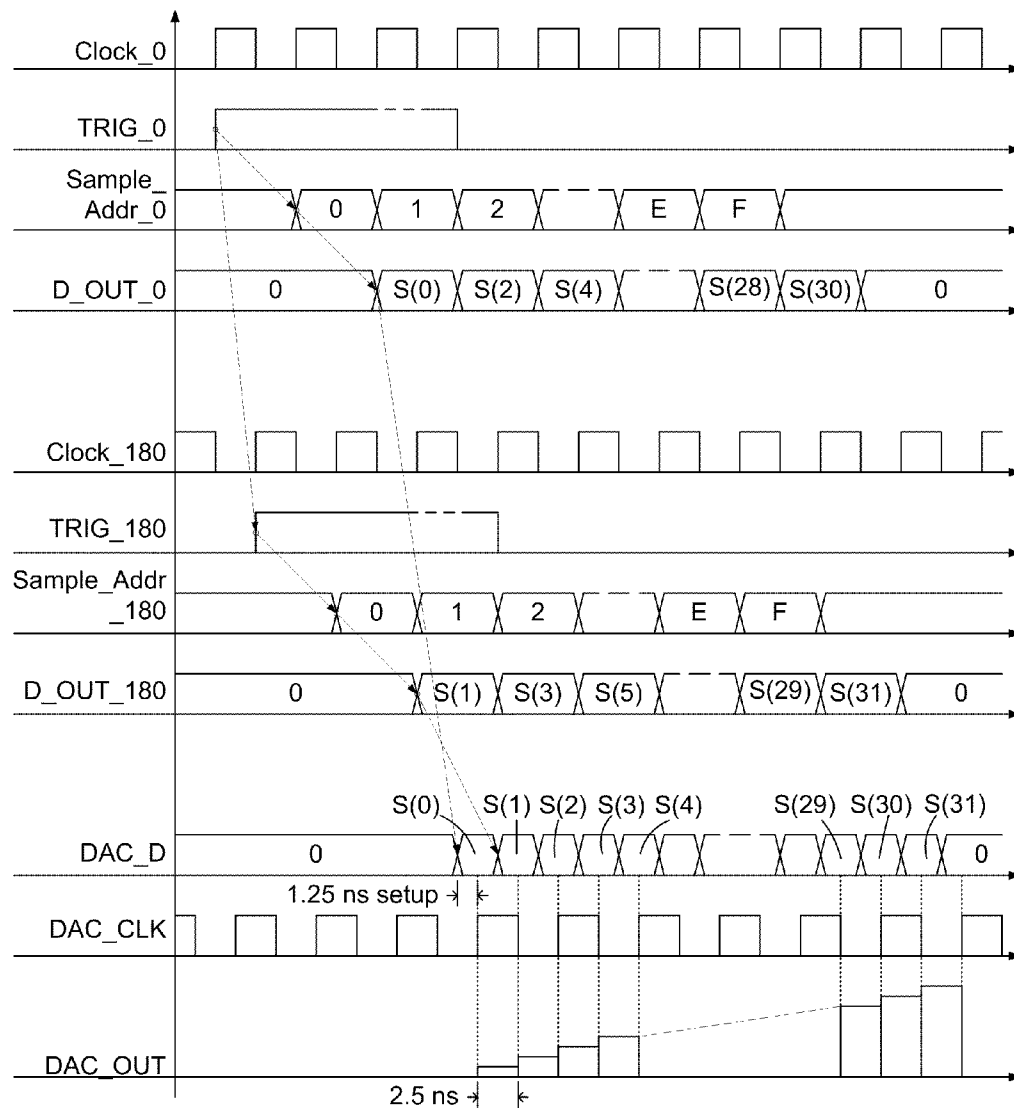 Clock_0
TRIG_0
Sample_
Addr_0
0 1 2 E F
D_OUT_0
0 S(0) S(2) S(4) S(28) S(30) 0
Clock_180
TRIG_180
Sample_Addr
_180
0 1 2 E F
D_OUT_180
0 S(1) S(3) S(5) S(29) S(31) 0
S(0) S(1) S(2) S(3) S(4) S(29) S(30) S(31)
DAC_D
0 0
1.25 ns setup
DAC_CLK
DAC_OUT
2.5 ns